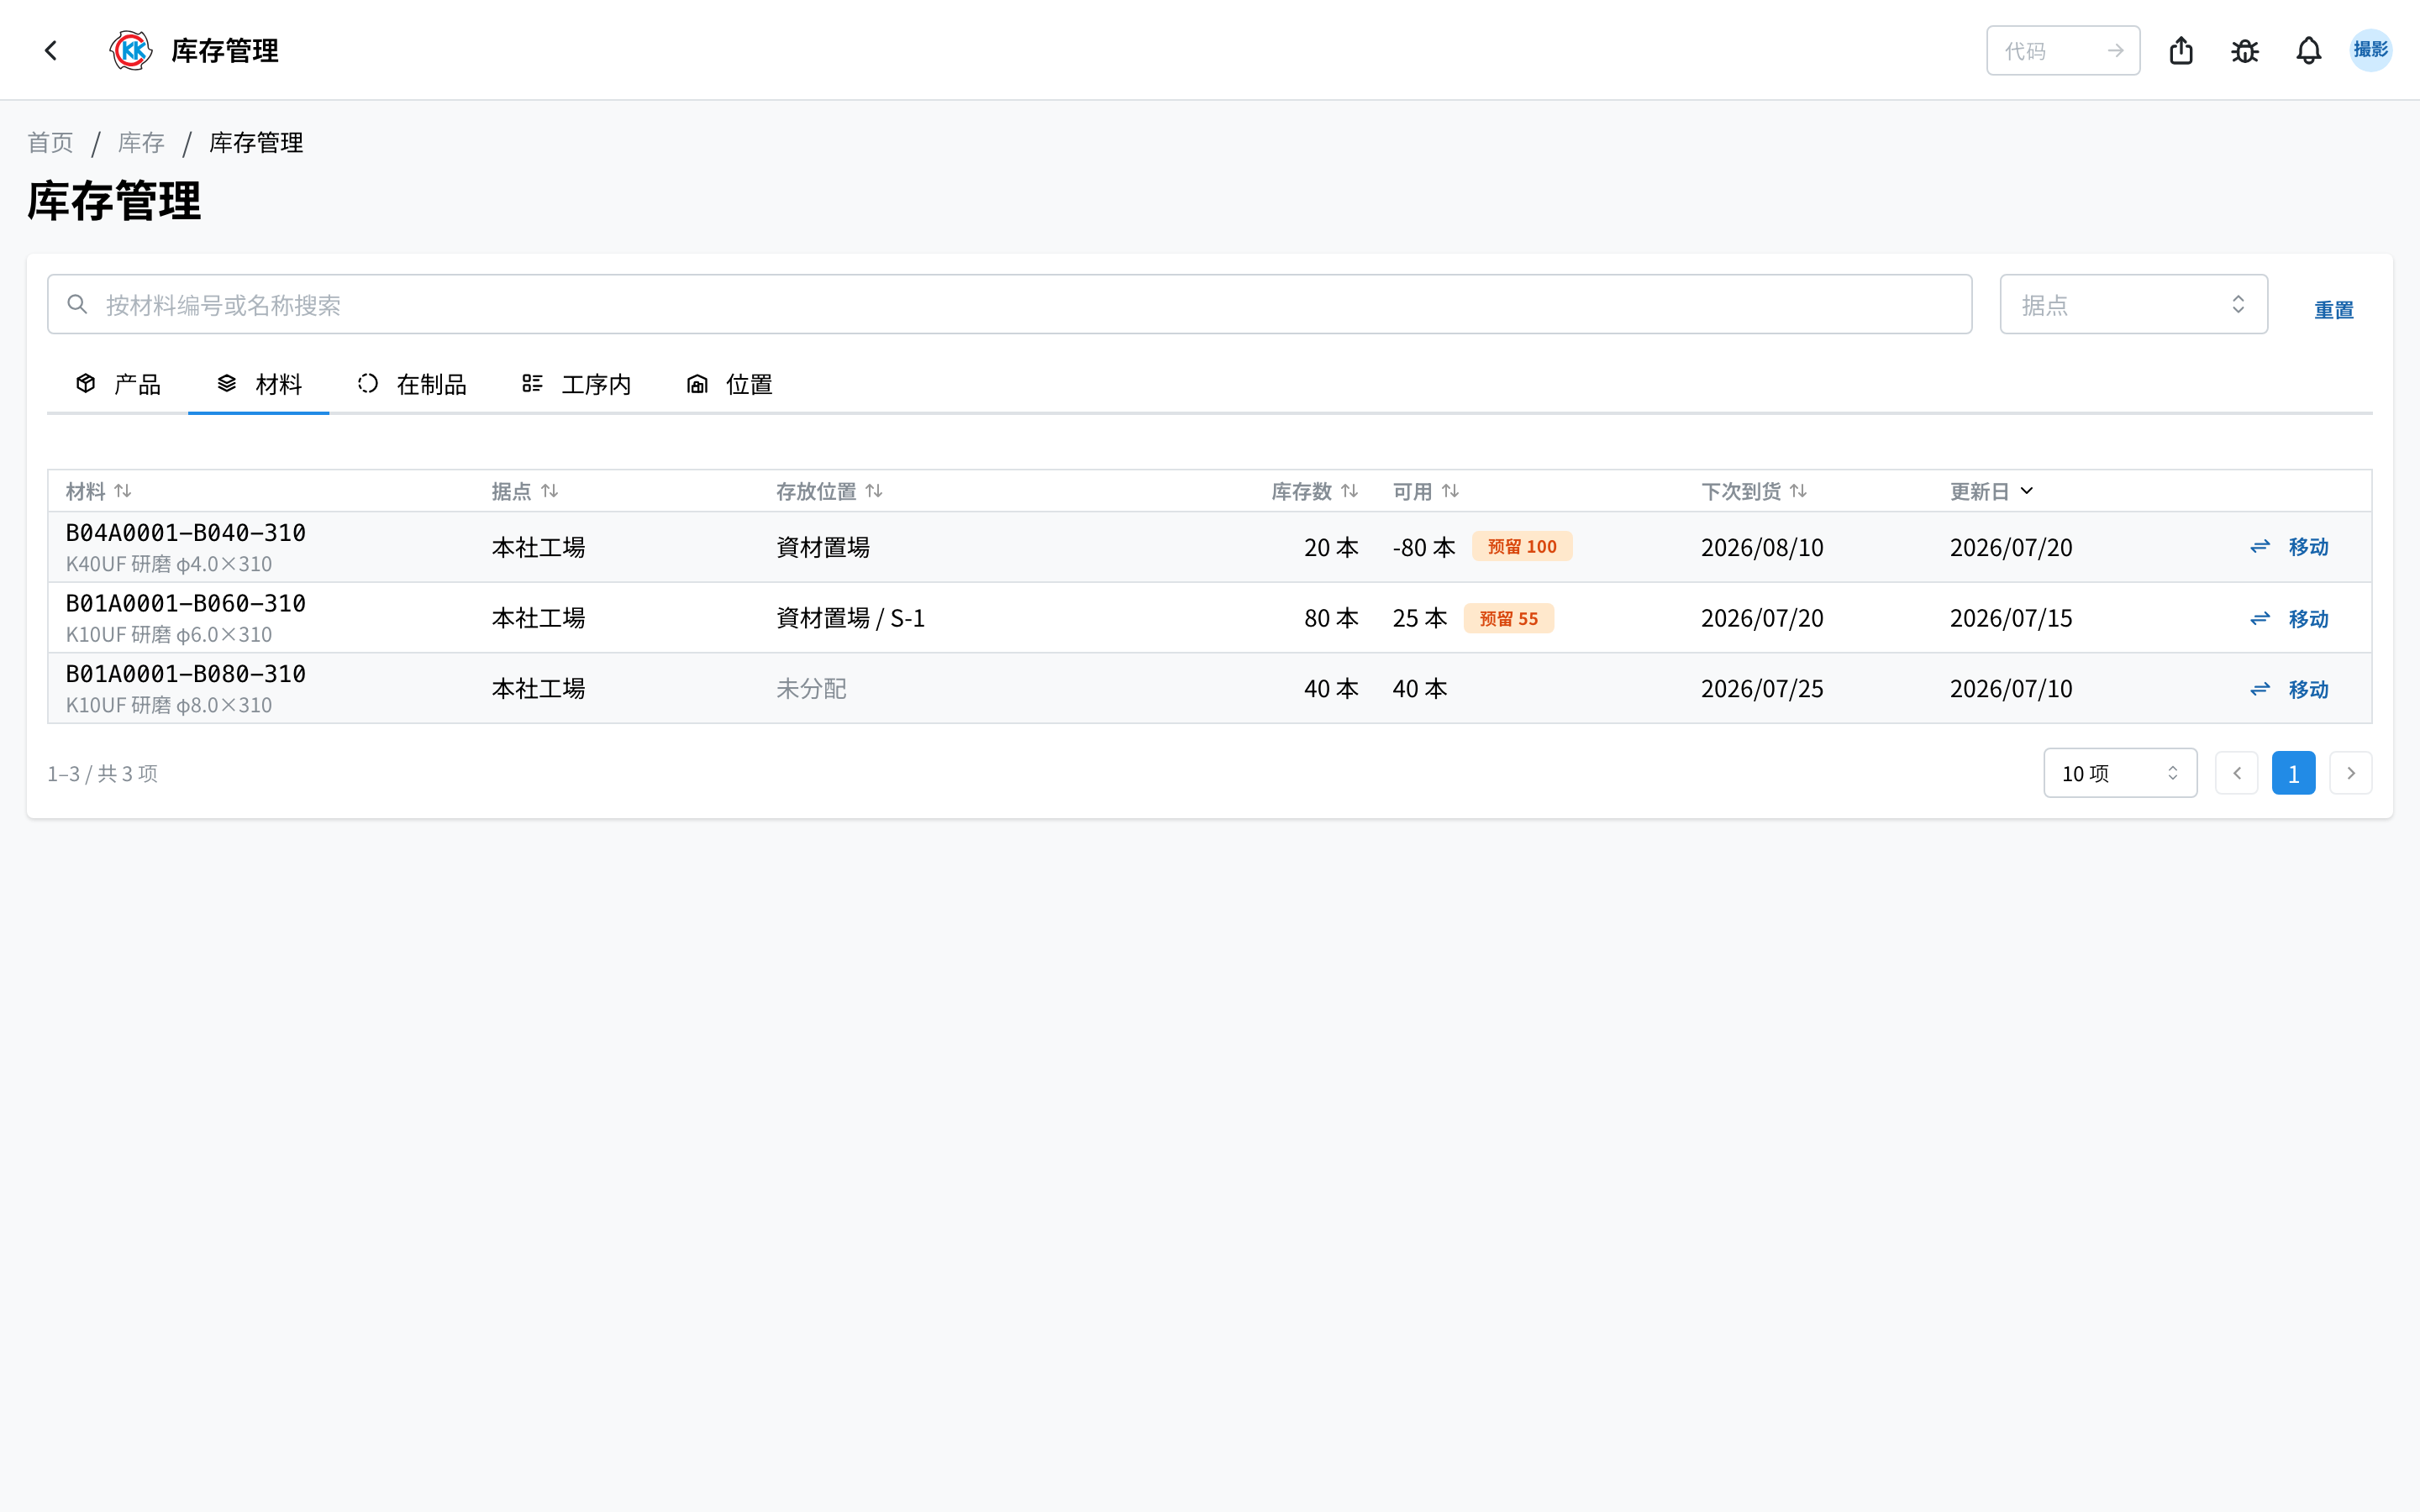 KK 库存管理
代码
撮影
首页 / 库存 / 库存管理
库存管理
按材料编号或名称搜索
据点
重置
产品 材料 在制品 工序内 位置
材料 据点 存放位置 库存数 可用 下次到货 更新日
B04A0001-B040-310 本社工場 資材置場 20 本 -80 本 预留 100 2026/08/10 2026/07/20 移动
K40UF 研磨 φ4.0×310
B01A0001-B060-310 本社工場 資材置場 / S-1 80 本 25 本 预留 55 2026/07/20 2026/07/15 移动
K10UF 研磨 φ6.0×310
B01A0001-B080-310 本社工場 未分配 40 本 40 本 2026/07/25 2026/07/10 移动
K10UF 研磨 φ8.0×310
1–3 / 共 3 项
10 项
1